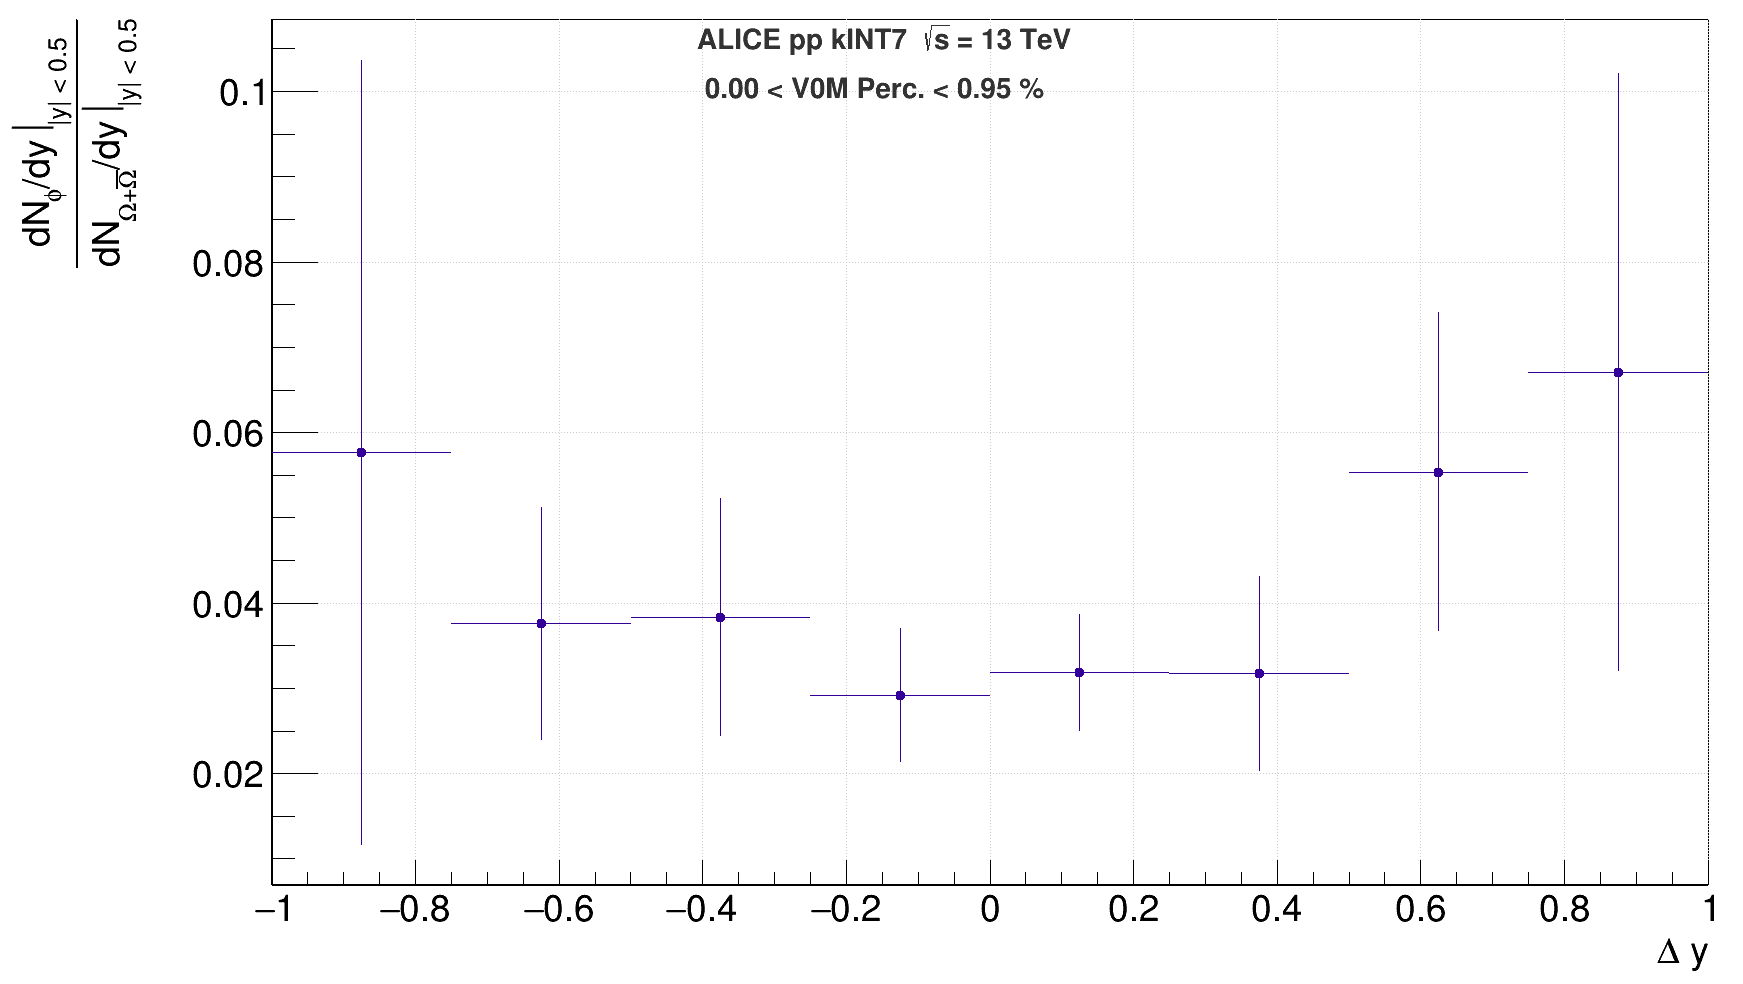 dN_ϕ/dy |_|y| < 0.5
dN_Ω+Ω̅/dy |_|y| < 0.5
ALICE pp kINT7 √s = 13 TeV
0.00 < V0M Perc. < 0.95 %
0.1
0.08
0.06
0.04
0.02
−1 −0.8 −0.6 −0.4 −0.2 0 0.2 0.4 0.6 0.8 1
Δ y